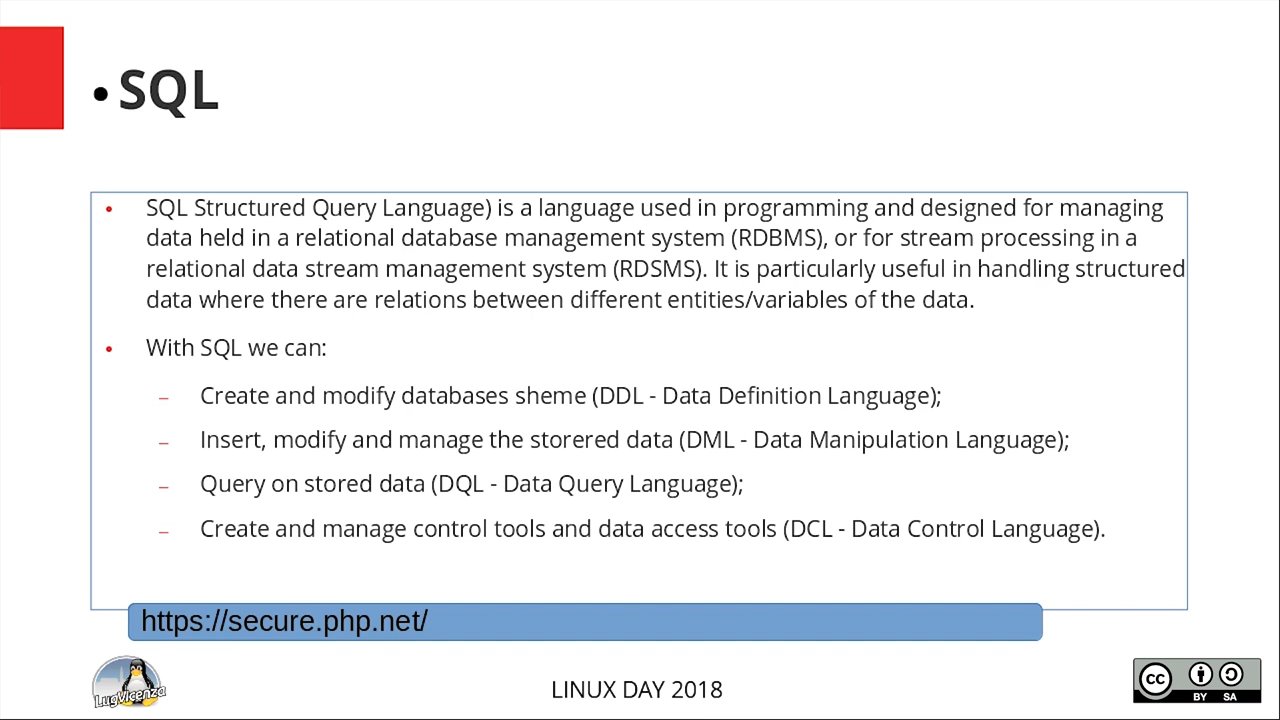 • SQL
• SQL Structured Query Language) is a language used in programming and designed for managing
data held in a relational database management system (RDBMS), or for stream processing in a
relational data stream management system (RDSMS). It is particularly useful in handling structured
data where there are relations between different entities/variables of the data.
• With SQL we can:
– Create and modify databases sheme (DDL - Data Definition Language);
– Insert, modify and manage the storered data (DML - Data Manipulation Language);
– Query on stored data (DQL - Data Query Language);
– Create and manage control tools and data access tools (DCL - Data Control Language).
https://secure.php.net/
LugVicenza
LINUX DAY 2018
cc
BY SA